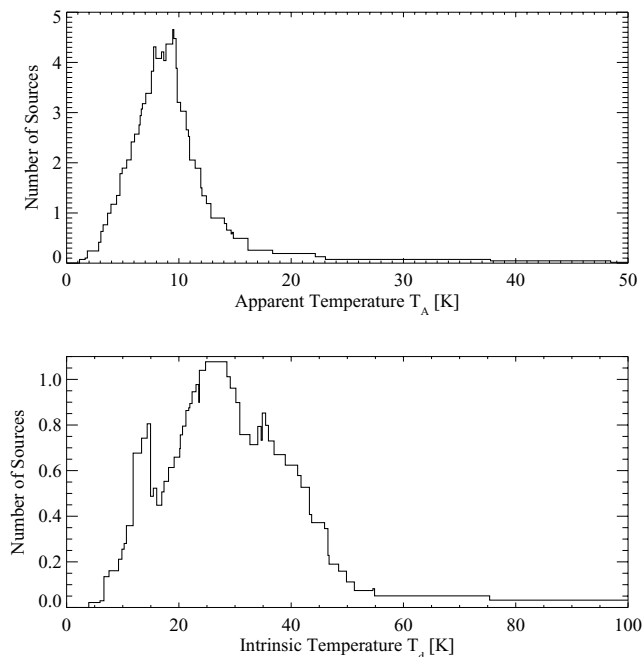 5
4
3
2
1
0
Number of Sources
0 10 20 30 40 50
Apparent Temperature T_A [K]
1.0
0.8
0.6
0.4
0.2
0.0
Number of Sources
0 20 40 60 80 100
Intrinsic Temperature T_d [K]